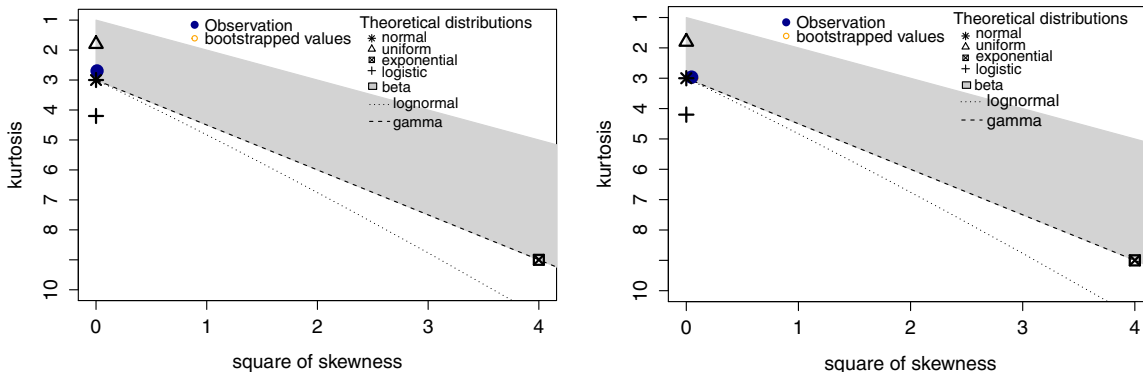 Observation
bootstrapped values
Theoretical distributions
normal
uniform
exponential
logistic
beta
lognormal
gamma
kurtosis
1
2
3
4
5
6
7
8
9
10
0 1 2 3 4
square of skewness
Observation
bootstrapped values
Theoretical distributions
normal
uniform
exponential
logistic
beta
lognormal
gamma
kurtosis
1
2
3
4
5
6
7
8
10
0 1 2 3 4
square of skewness